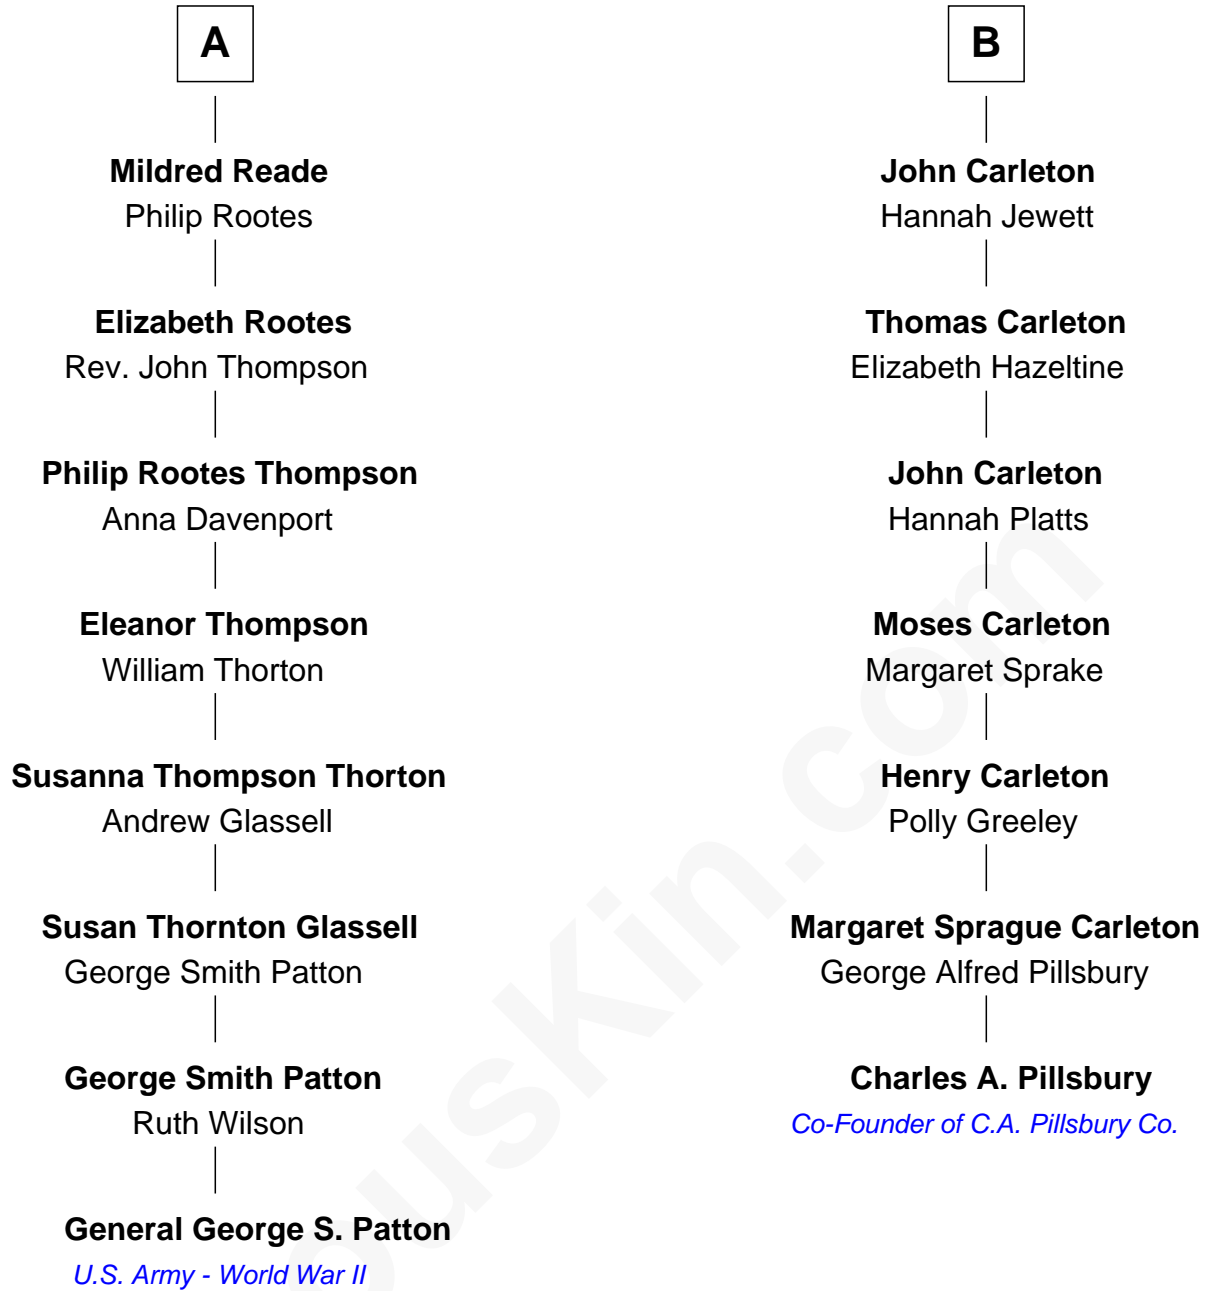 A
Mildred Reade
Philip Rootes
Elizabeth Rootes
Rev. John Thompson
Philip Rootes Thompson
Anna Davenport
Eleanor Thompson
William Thorton
Susanna Thompson Thorton
Andrew Glassell
Susan Thornton Glassell
George Smith Patton
George Smith Patton
Ruth Wilson
General George S. Patton
U.S. Army - World War II
B
John Carleton
Hannah Jewett
Thomas Carleton
Elizabeth Hazeltine
John Carleton
Hannah Platts
Moses Carleton
Margaret Sprake
Henry Carleton
Polly Greeley
Margaret Sprague Carleton
George Alfred Pillsbury
Charles A. Pillsbury
Co-Founder of C.A. Pillsbury Co.
ousKin.com